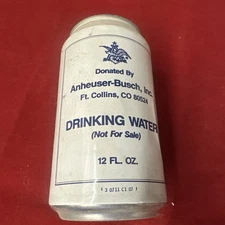 Donated By
Anheuser-Busch, Inc.
Ft. Collins, CO 80524
DRINKING WATER
(Not For Sale)
12 FL. OZ.